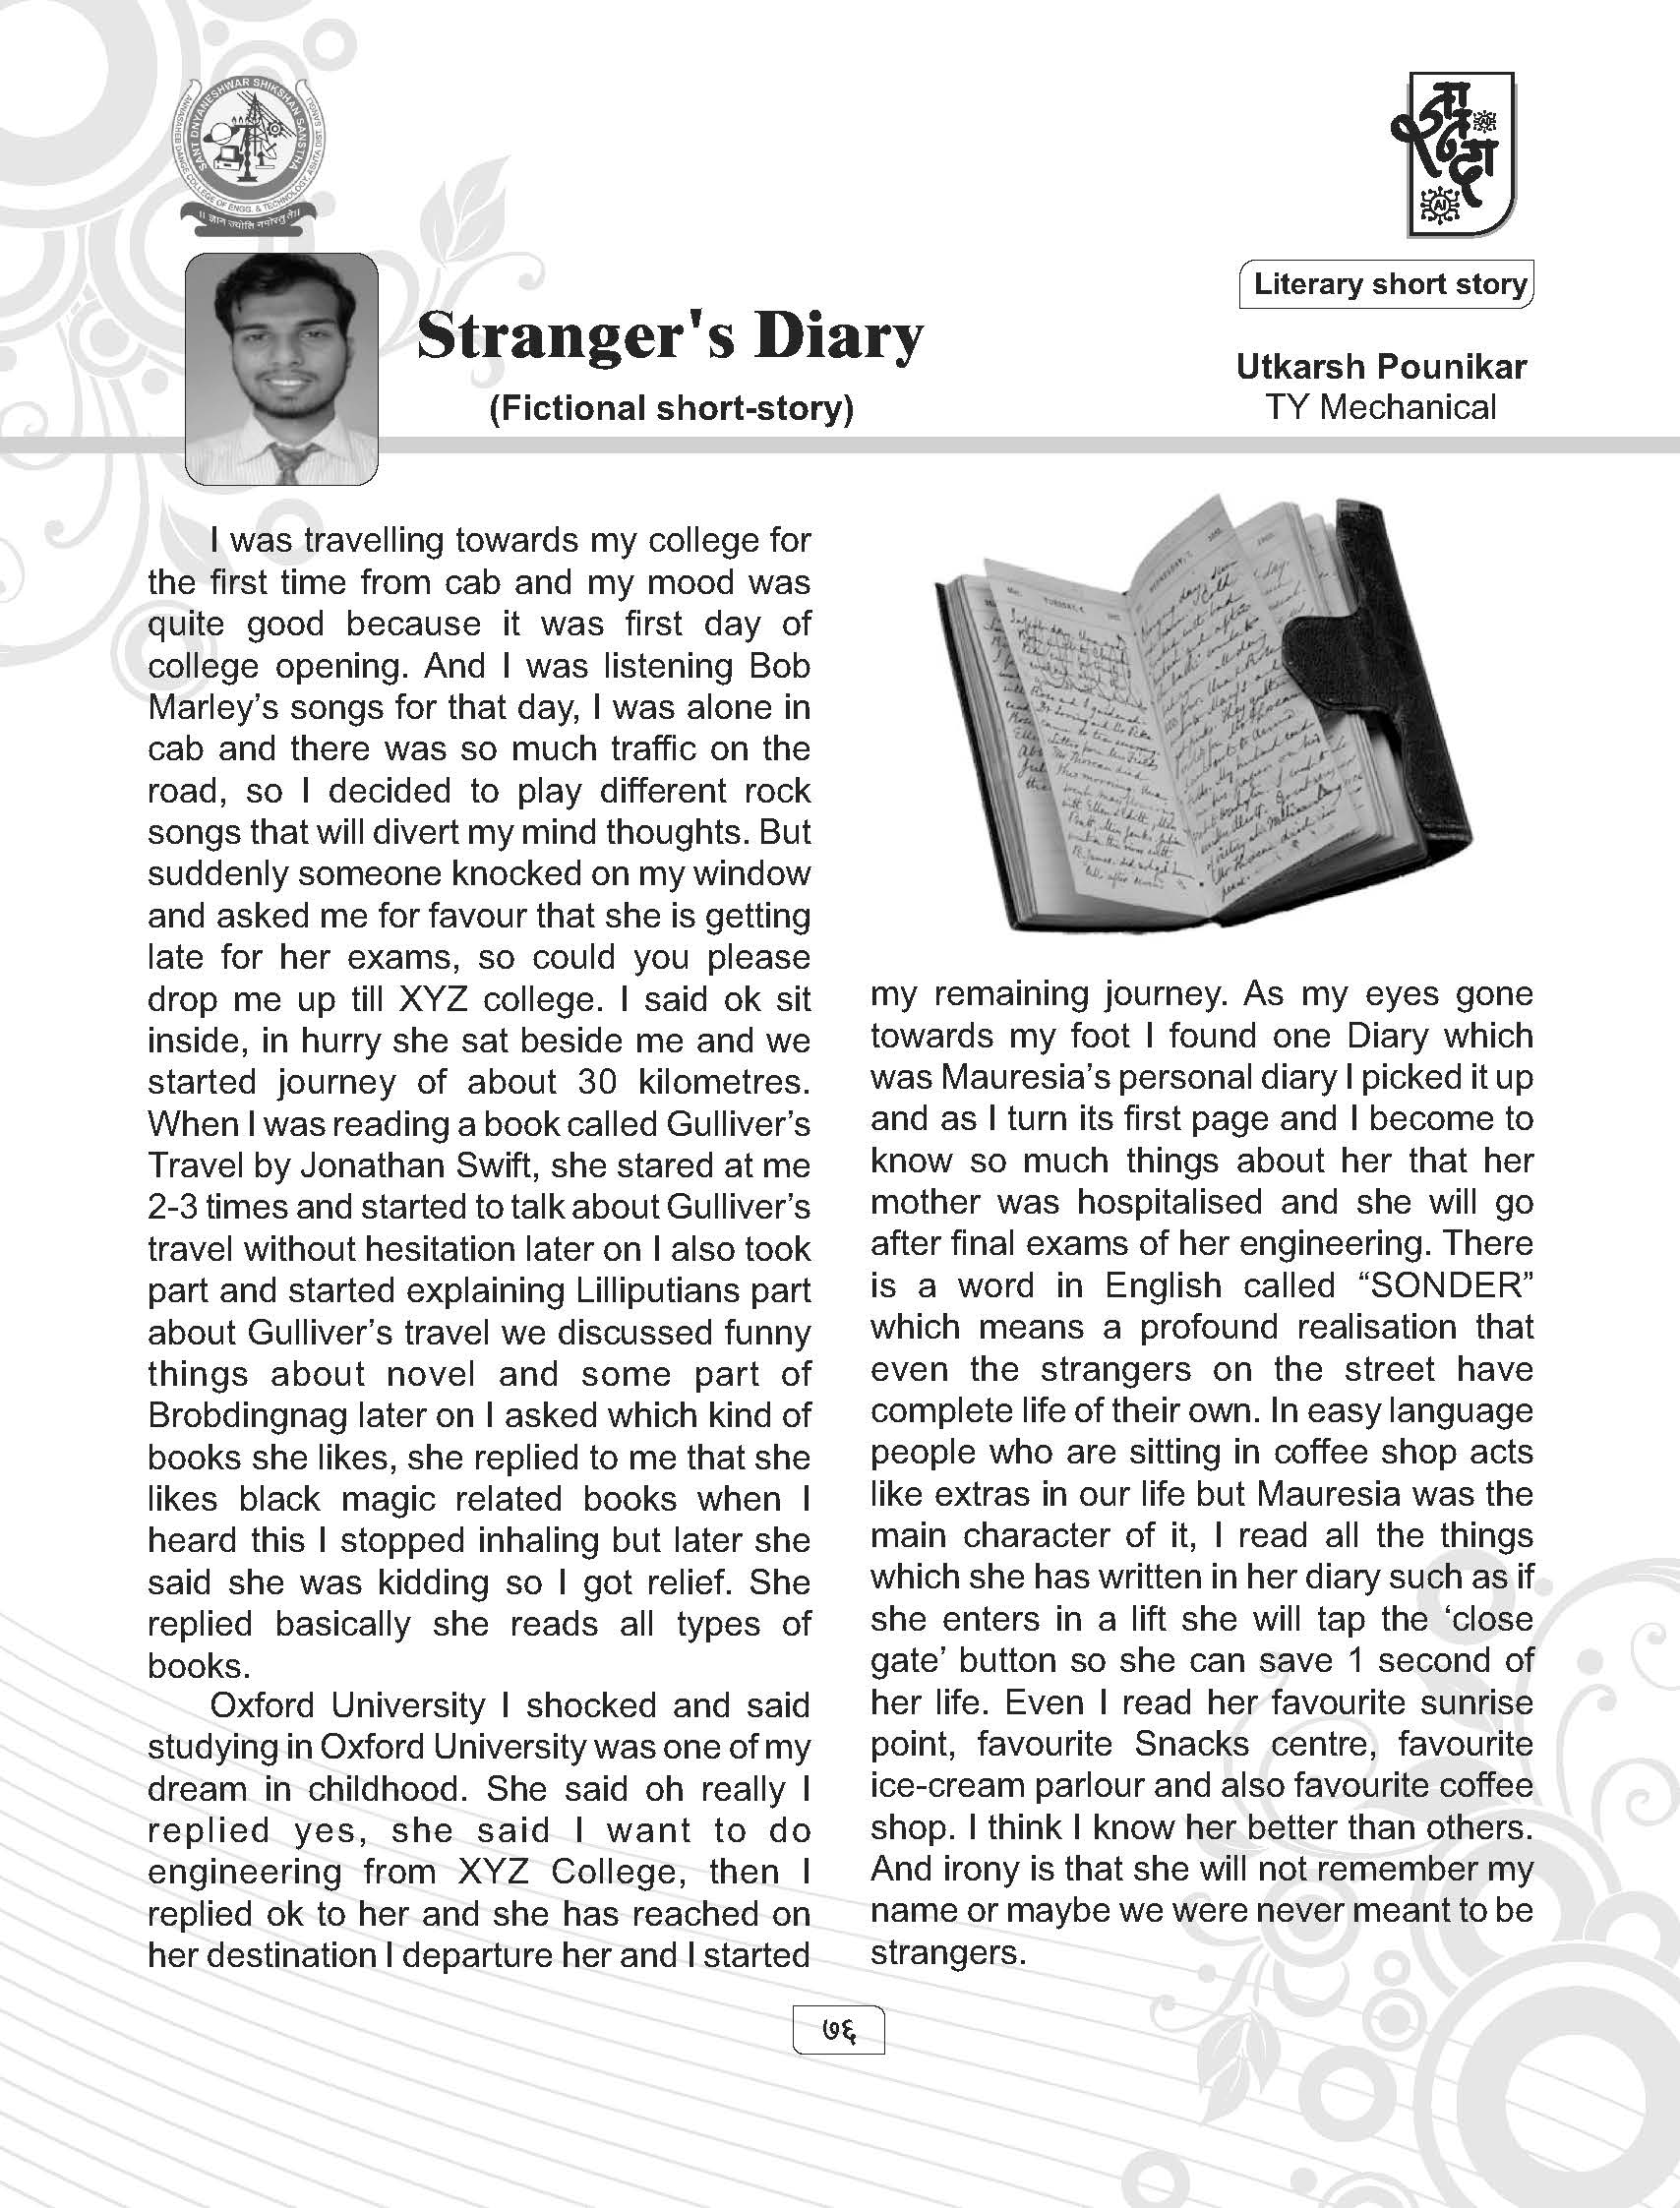 SANT DNYANESHWAR SHIKSHAN SANSTHA
ANNASAHEB DANGE COLLEGE OF ENGG. & TECHNOLOGY, ASHTA DIST. SANGLI
AI
AI
Literary short story
Stranger's Diary
(Fictional short-story)
Utkarsh Pounikar
TY Mechanical
I was travelling towards my college for
the first time from cab and my mood was
quite good because it was first day of
college opening. And I was listening Bob
Marley’s songs for that day, I was alone in
cab and there was so much traffic on the
road, so I decided to play different rock
songs that will divert my mind thoughts. But
suddenly someone knocked on my window
and asked me for favour that she is getting
late for her exams, so could you please
drop me up till XYZ college. I said ok sit
inside, in hurry she sat beside me and we
started journey of about 30 kilometres.
When I was reading a book called Gulliver’s
Travel by Jonathan Swift, she stared at me
2-3 times and started to talk about Gulliver’s
travel without hesitation later on I also took
part and started explaining Lilliputians part
about Gulliver’s travel we discussed funny
things about novel and some part of
Brobdingnag later on I asked which kind of
books she likes, she replied to me that she
likes black magic related books when I
heard this I stopped inhaling but later she
said she was kidding so I got relief. She
replied basically she reads all types of
books.
Oxford University I shocked and said
studying in Oxford University was one of my
dream in childhood. She said oh really I
replied yes, she said I want to do
engineering from XYZ College, then I
replied ok to her and she has reached on
her destination I departure her and I started
my remaining journey. As my eyes gone
towards my foot I found one Diary which
was Mauresia’s personal diary I picked it up
and as I turn its first page and I become to
know so much things about her that her
mother was hospitalised and she will go
after final exams of her engineering. There
is a word in English called “SONDER”
which means a profound realisation that
even the strangers on the street have
complete life of their own. In easy language
people who are sitting in coffee shop acts
like extras in our life but Mauresia was the
main character of it, I read all the things
which she has written in her diary such as if
she enters in a lift she will tap the ‘close
gate’ button so she can save 1 second of
her life. Even I read her favourite sunrise
point, favourite Snacks centre, favourite
ice-cream parlour and also favourite coffee
shop. I think I know her better than others.
And irony is that she will not remember my
name or maybe we were never meant to be
strangers.
७६